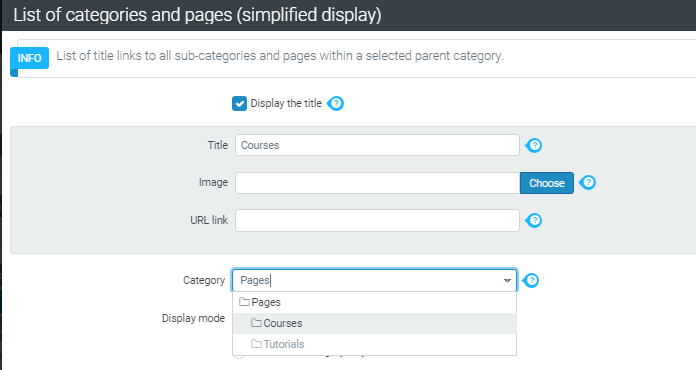 List of categories and pages (simplified display)
INFO List of title links to all sub-categories and pages within a selected parent category.
Display the title ?
Title Courses ?
Image Choose ?
URL link ?
Category Pages ?
Pages
Display mode
Courses
Tutorials